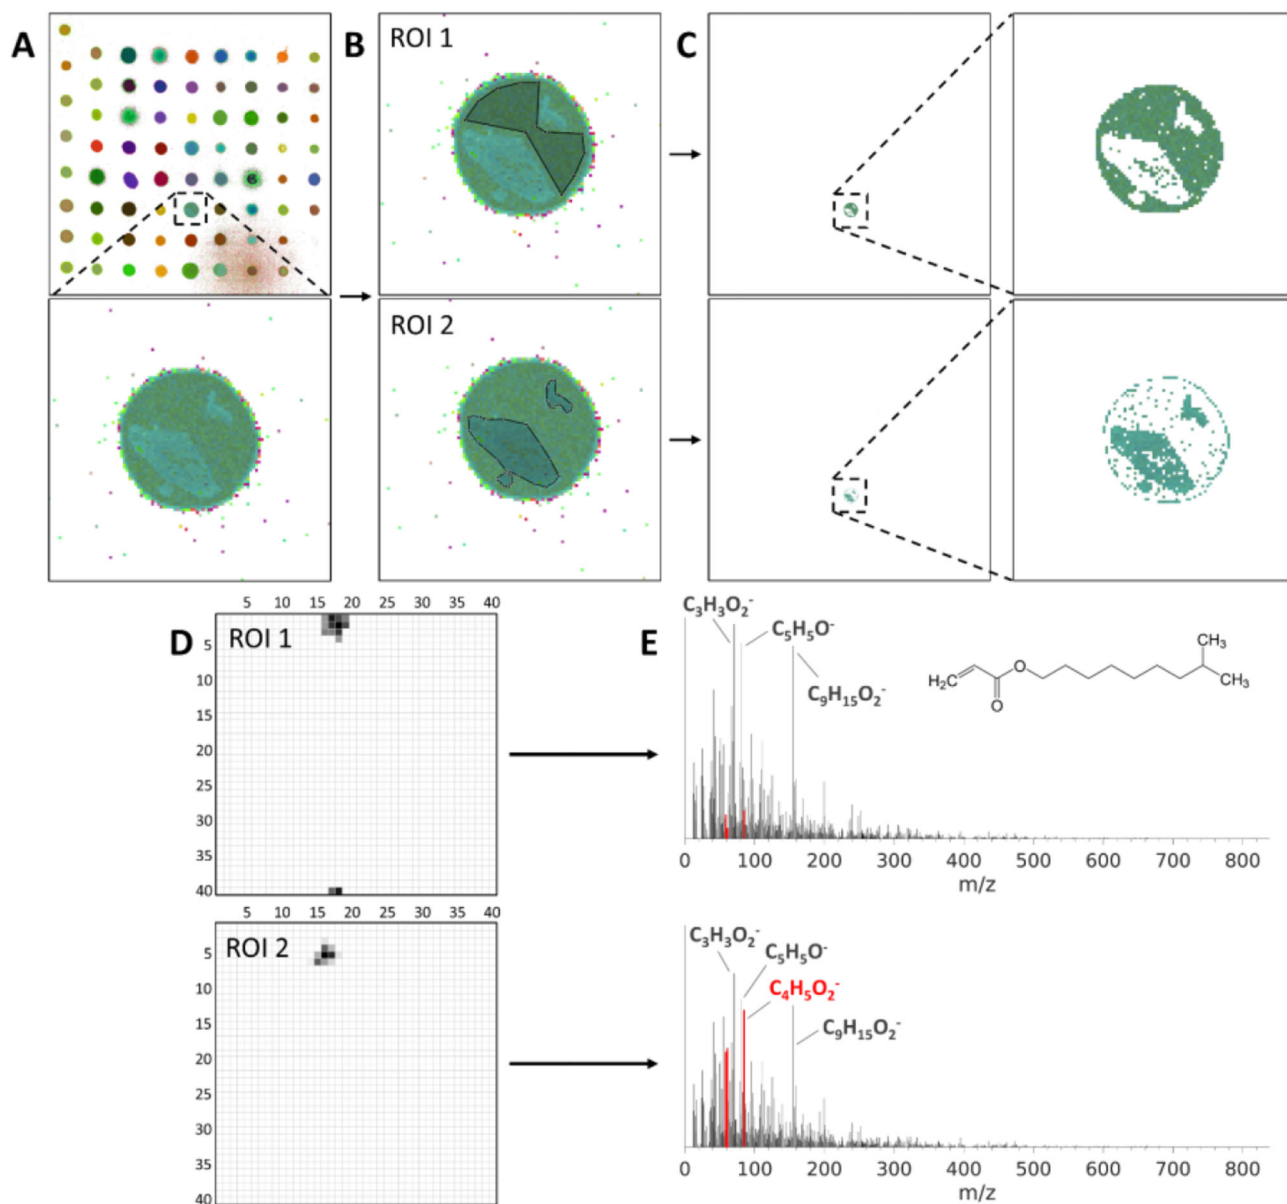 A
B
ROI 1
C
ROI 2
5 10 15 20 25 30 35 40
D
ROI 1
5
10
15
20
25
30
35
40
E
C₃H₃O₂⁻
C₅H₅O⁻
C₉H₁₅O₂⁻
H₂C
O
O
CH₃
CH₃
0 100 200 300 400 500 600 700 800
m/z
5 10 15 20 25 30 35 40
ROI 2
5
10
15
20
25
30
35
40
C₃H₃O₂⁻
C₅H₅O⁻
C₄H₅O₂⁻
C₉H₁₅O₂⁻
0 100 200 300 400 500 600 700 800
m/z